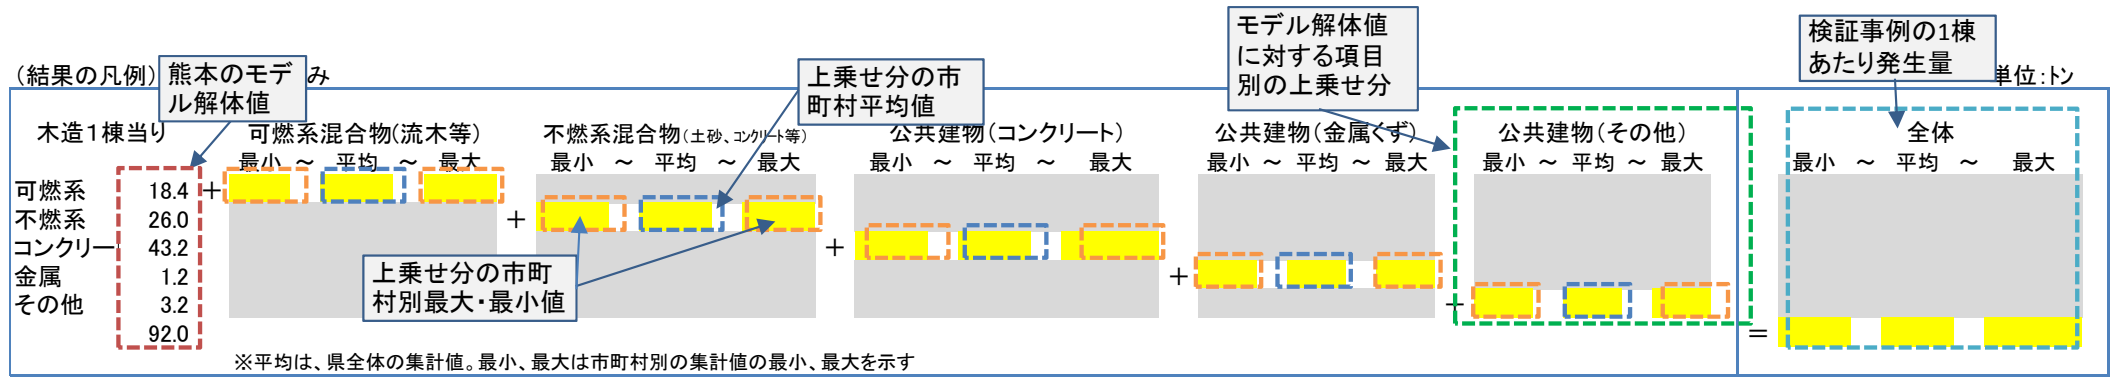 モデル解体値
に対する項目
別の上乗せ分
検証事例の1棟
あたり発生量
(結果の凡例)
熊本のモデ
ル解体値
み
上乗せ分の市
町村平均値
単位:トン
木造1棟当り
可燃系混合物(流木等)
不燃系混合物(土砂、コンクリート等)
公共建物(コンクリート)
公共建物(金属くず)
公共建物(その他)
全体
最小 ~ 平均 ~ 最大
最小 ~ 平均 ~ 最大
最小 ~ 平均 ~ 最大
最小 ~ 平均 ~ 最大
最小 ~ 平均 ~ 最大
最小 ~ 平均 ~ 最大
可燃系 18.4 +
不燃系 26.0 +
コンクリー 43.2 +
金属 1.2 +
その他 3.2 +
92.0 =
上乗せ分の市町
村別最大・最小値
※平均は、県全体の集計値。最小、最大は市町村別の集計値の最小、最大を示す